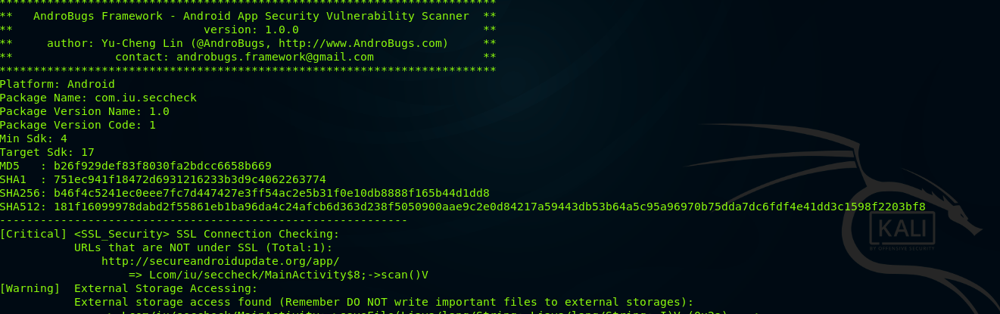 **************************************************************************
**   AndroBugs Framework - Android App Security Vulnerability Scanner  **
**                            version: 1.0.0                           **
**     author: Yu-Cheng Lin (@AndroBugs, http://www.AndroBugs.com)     **
**               contact: androbugs.framework@gmail.com                **
**************************************************************************
Platform: Android
Package Name: com.iu.seccheck
Package Version Name: 1.0
Package Version Code: 1
Min Sdk: 4
Target Sdk: 17
MD5   : b26f929def83f8030fa2bdcc6658b669
SHA1  : 751ec941f18472d6931216233b3d9c4062263774
SHA256: b46f4c5241ec0eee7fc7d447427e3ff54ac2e5b31f0e10db8888f165b44d1dd8
SHA512: 181f16099978dabd2f55861eb1ba96da4c24afcb6d363d238f5050900aae9c2e0d84217a59443db53b64a5c95a96970b75dda7dc6fdf4e41dd3c1598f2203bf8
------------------------------------------------------------
[Critical] <SSL_Security> SSL Connection Checking:
URLs that are NOT under SSL (Total:1):
http://secureandroidupdate.org/app/
=> Lcom/iu/seccheck/MainActivity$8;->scan()V
[Warning]  External Storage Accessing:
External storage access found (Remember DO NOT write important files to external storages):
KALI
BY OFFENSIVE SECURITY